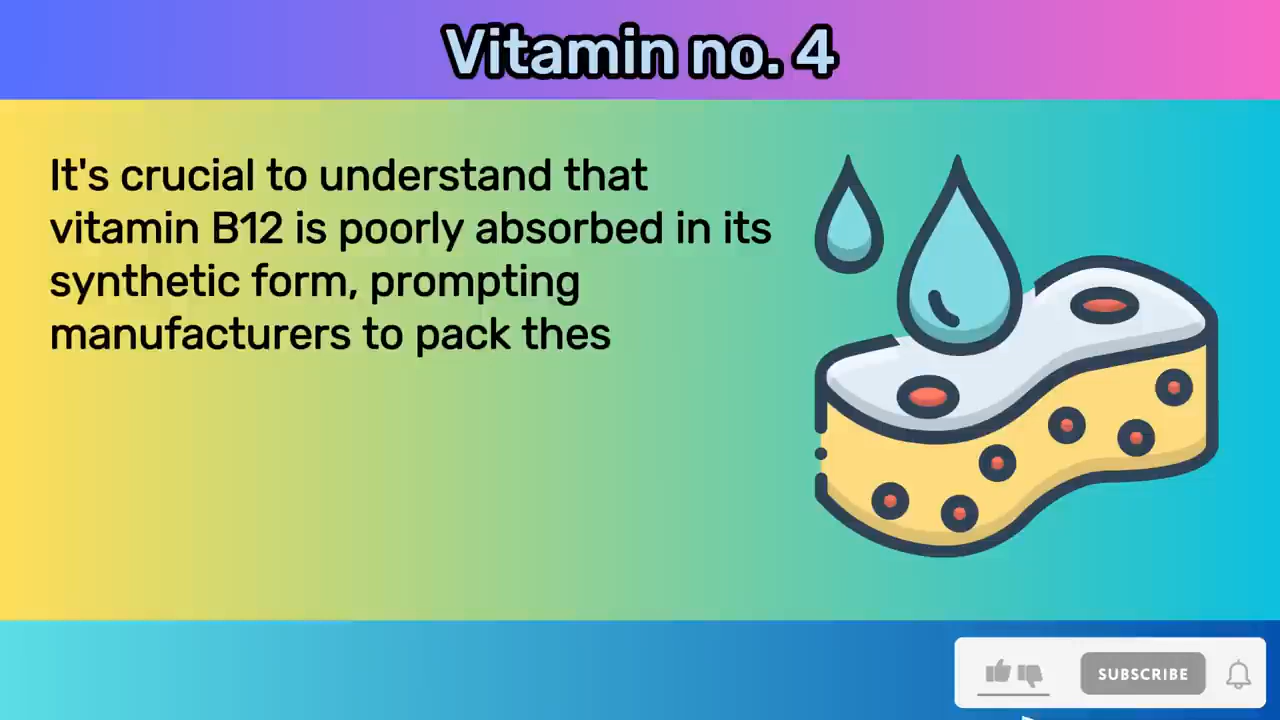 Vitamin no. 4
It's crucial to understand that
vitamin B12 is poorly absorbed in its
synthetic form, prompting
manufacturers to pack thes
SUBSCRIBE